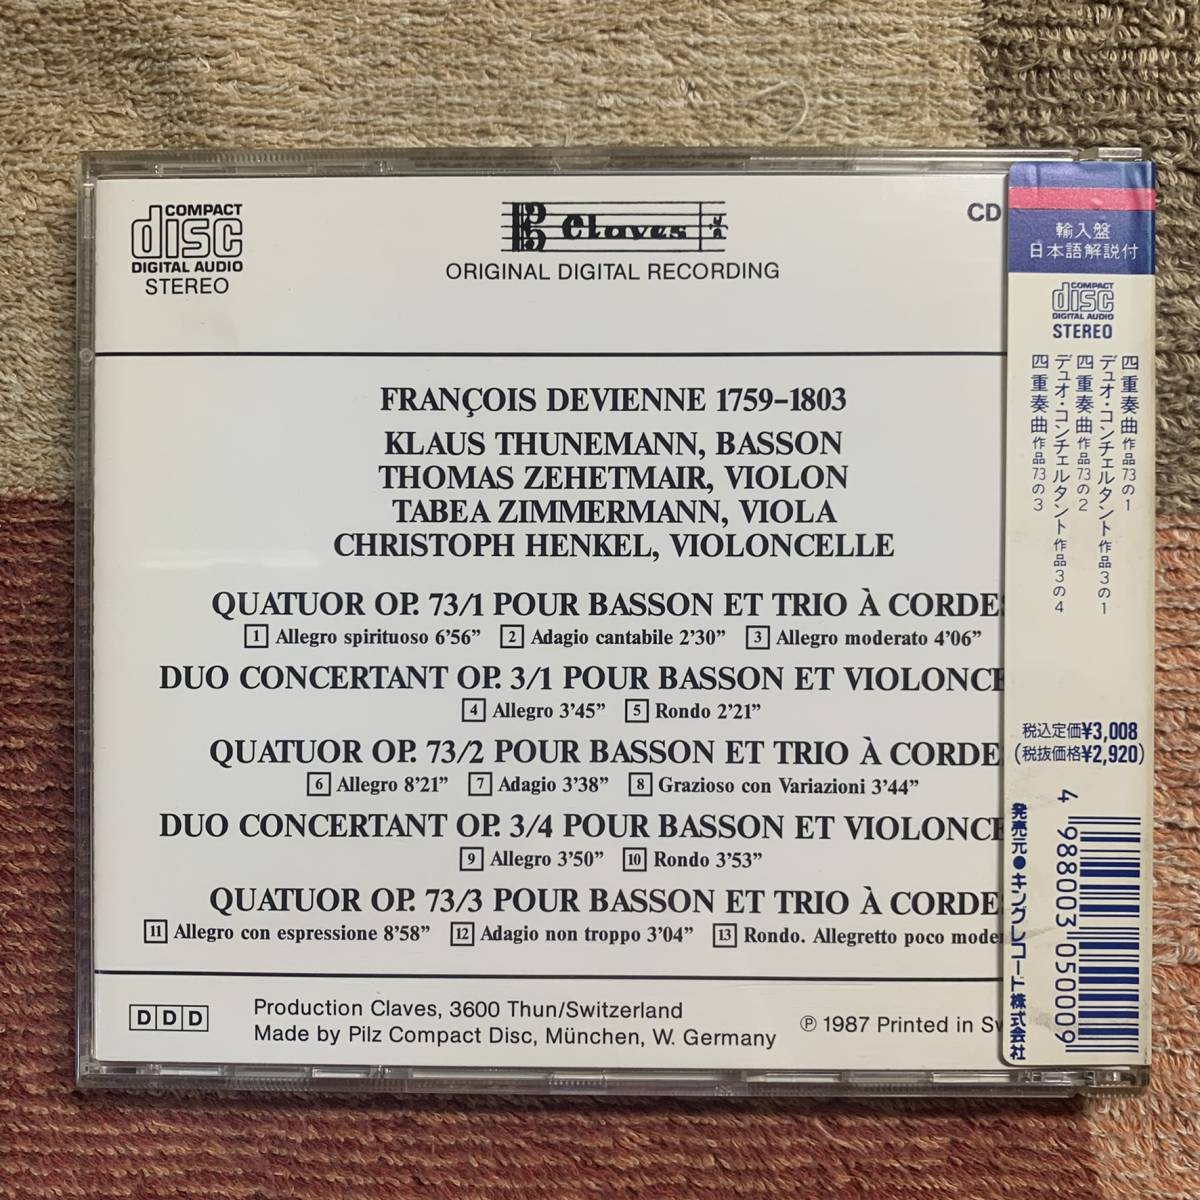 COMPACT
disc
DIGITAL AUDIO
STEREO
Claves
ORIGINAL DIGITAL RECORDING
CD
FRANÇOIS DEVIENNE 1759–1803
KLAUS THUNEMANN, BASSON
THOMAS ZEHETMAIR, VIOLON
TABEA ZIMMERMANN, VIOLA
CHRISTOPH HENKEL, VIOLONCELLE
QUATUOR OP. 73/1 POUR BASSON ET TRIO À CORDE
1 Allegro spirituoso 6’56” 2 Adagio cantabile 2’30” 3 Allegro moderato 4’06”
DUO CONCERTANT OP. 3/1 POUR BASSON ET VIOLONCE
4 Allegro 3’45” 5 Rondo 2’21”
QUATUOR OP. 73/2 POUR BASSON ET TRIO À CORDE
6 Allegro 8’21” 7 Adagio 3’38” 8 Grazioso con Variazioni 3’44”
DUO CONCERTANT OP. 3/4 POUR BASSON ET VIOLONCE
9 Allegro 3’50” 10 Rondo 3’53”
QUATUOR OP. 73/3 POUR BASSON ET TRIO À CORDE
11 Allegro con espressione 8’58” 12 Adagio non troppo 3’04” 13 Rondo. Allegretto poco moder
DDD
Production Claves, 3600 Thun/Switzerland
Made by Pilz Compact Disc, München, W. Germany
℗ 1987 Printed in Sw
輸入盤
日本語解説付
COMPACT
disc
DIGITAL AUDIO
STEREO
四重奏曲作品73の1
デュオ・コンチェルタント作品3の1
四重奏曲作品73の2
デュオ・コンチェルタント作品3の4
四重奏曲作品73の3
税込定価¥3,008
(税抜価格¥2,920)
発売元●キングレコード株式会社
4 988003 050009